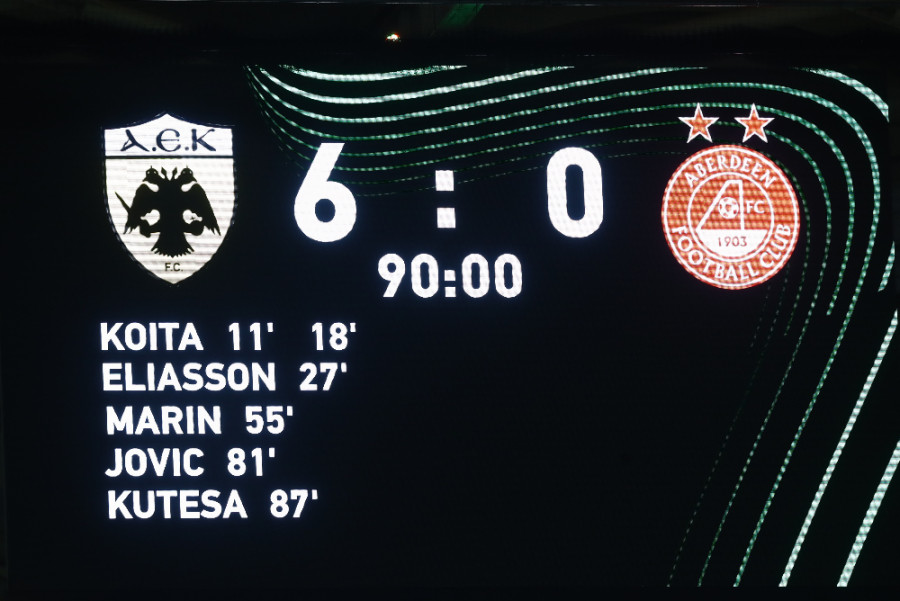 A.E.K
F.C.
6 : 0
ABERDEEN
FC
1903
FOOTBALL CLUB
90:00
KOITA 11' 18'
ELIASSON 27'
MARIN 55'
JOVIC 81'
KUTESA 87'